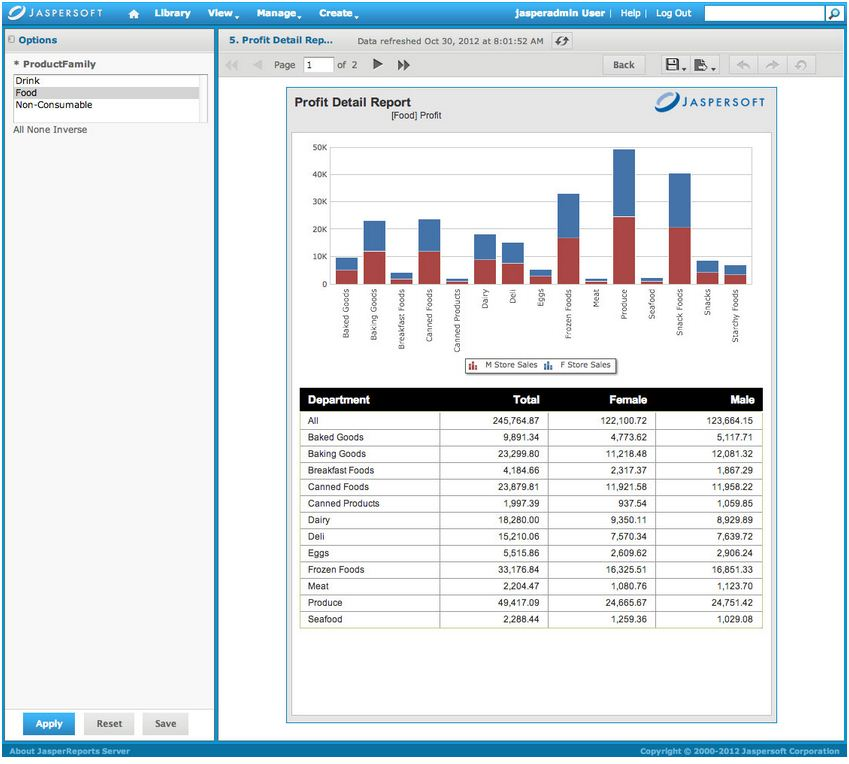 JASPERSOFT Library View Manage Create jasperadmin User Help Log Out
Options
* ProductFamily
Drink
Food
Non-Consumable
All None Inverse
Apply Reset Save
5. Profit Detail Rep... Data refreshed Oct 30, 2012 at 8:01:52 AM
Page 1 of 2 Back
Profit Detail Report JASPERSOFT
[Food] Profit
50K
40K
30K
20K
10K
0
Baked Goods
Baking Goods
Breakfast Foods
Canned Foods
Canned Products
Dairy
Deli
Eggs
Frozen Foods
Meat
Produce
Seafood
Snack Foods
Snacks
Starchy Foods
M Store Sales F Store Sales
Department Total Female Male
All 245,764.87 122,100.72 123,664.15
Baked Goods 9,891.34 4,773.62 5,117.71
Baking Goods 23,299.80 11,218.48 12,081.32
Breakfast Foods 4,184.66 2,317.37 1,867.29
Canned Foods 23,879.81 11,921.58 11,958.22
Canned Products 1,997.39 937.54 1,059.85
Dairy 18,280.00 9,350.11 8,929.89
Deli 15,210.06 7,570.34 7,639.72
Eggs 5,515.86 2,609.62 2,906.24
Frozen Foods 33,176.84 16,325.51 16,851.33
Meat 2,204.47 1,080.76 1,123.70
Produce 49,417.09 24,665.67 24,751.42
Seafood 2,288.44 1,259.36 1,029.08
About JasperReports Server Copyright © 2000-2012 Jaspersoft Corporation